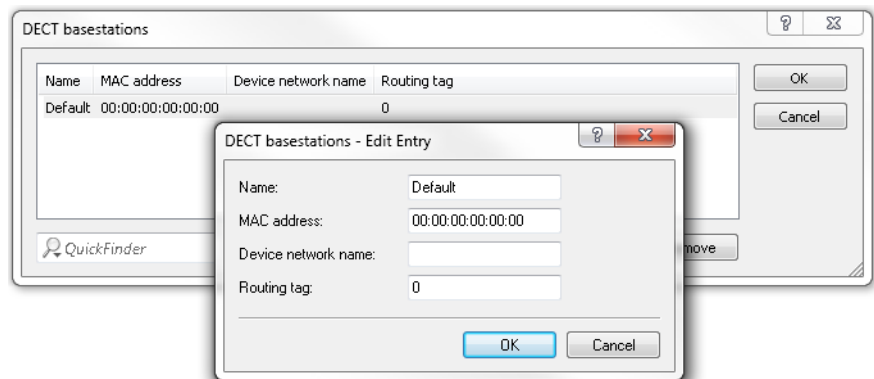 DECT basestations
Name MAC address Device network name Routing tag
Default 00:00:00:00:00:00 0
OK
Cancel
QuickFinder
DECT basestations - Edit Entry
Name: Default
MAC address: 00:00:00:00:00:00
Device network name:
Routing tag: 0
OK Cancel